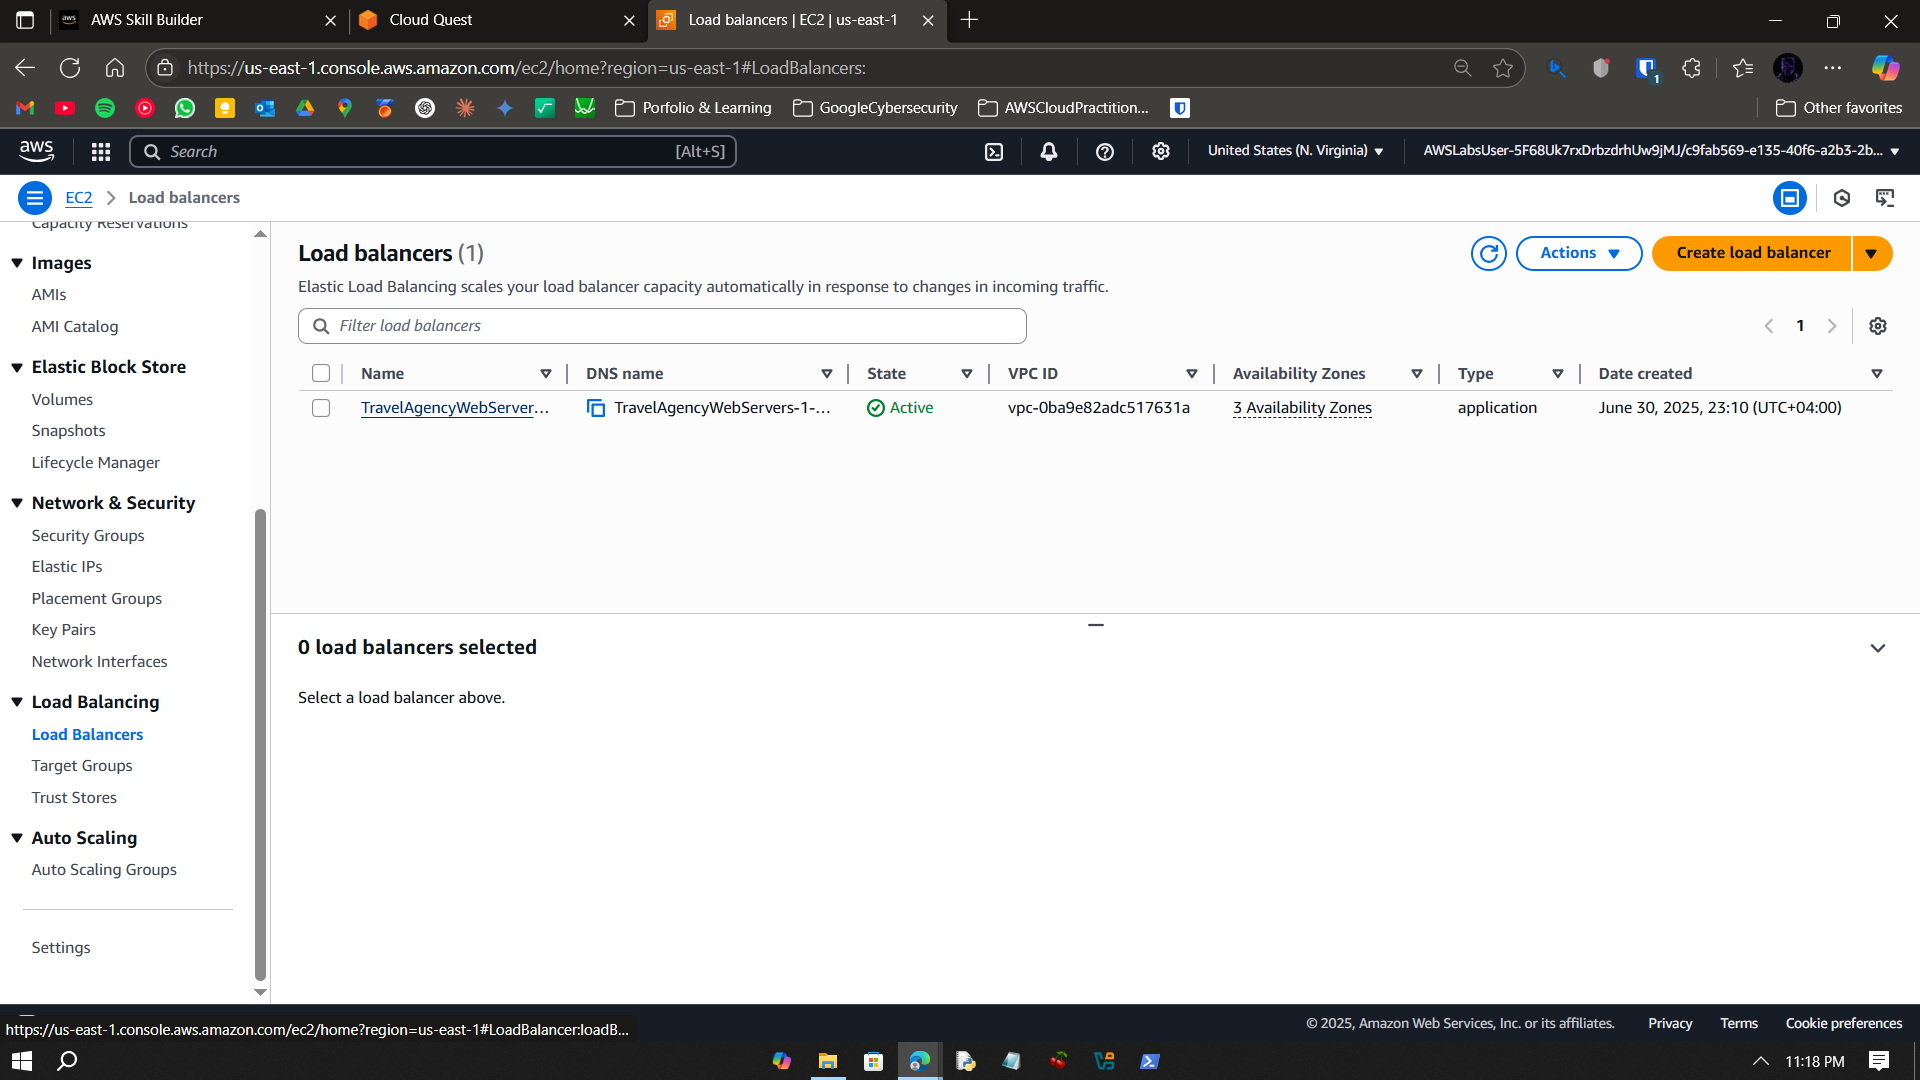 AWS Skill Builder
Cloud Quest
Load balancers | EC2 | us-east-1
https://us-east-1.console.aws.amazon.com/ec2/home?region=us-east-1#LoadBalancers:
1
Porfolio & Learning
GoogleCybersecurity
AWSCloudPractition...
Other favorites
aws
Search
[Alt+S]
United States (N. Virginia)
AWSLabsUser-5F68Uk7rxDrbzdrhUw9jMJ/c9fab569-e135-40f6-a2b3-2b...
EC2
Load balancers
Capacity Reservations
Images
AMIs
AMI Catalog
Elastic Block Store
Volumes
Snapshots
Lifecycle Manager
Network & Security
Security Groups
Elastic IPs
Placement Groups
Key Pairs
Network Interfaces
Load Balancing
Load Balancers
Target Groups
Trust Stores
Auto Scaling
Auto Scaling Groups
Settings
Load balancers (1)
Actions
Create load balancer
Elastic Load Balancing scales your load balancer capacity automatically in response to changes in incoming traffic.
Filter load balancers
1
Name DNS name State VPC ID Availability Zones Type Date created
TravelAgencyWebServer... TravelAgencyWebServers-1-... Active vpc-0ba9e82adc517631a 3 Availability Zones application June 30, 2025, 23:10 (UTC+04:00)
0 load balancers selected
Select a load balancer above.
https://us-east-1.console.aws.amazon.com/ec2/home?region=us-east-1#LoadBalancer:loadB...
© 2025, Amazon Web Services, Inc. or its affiliates.
Privacy
Terms
Cookie preferences
11:18 PM